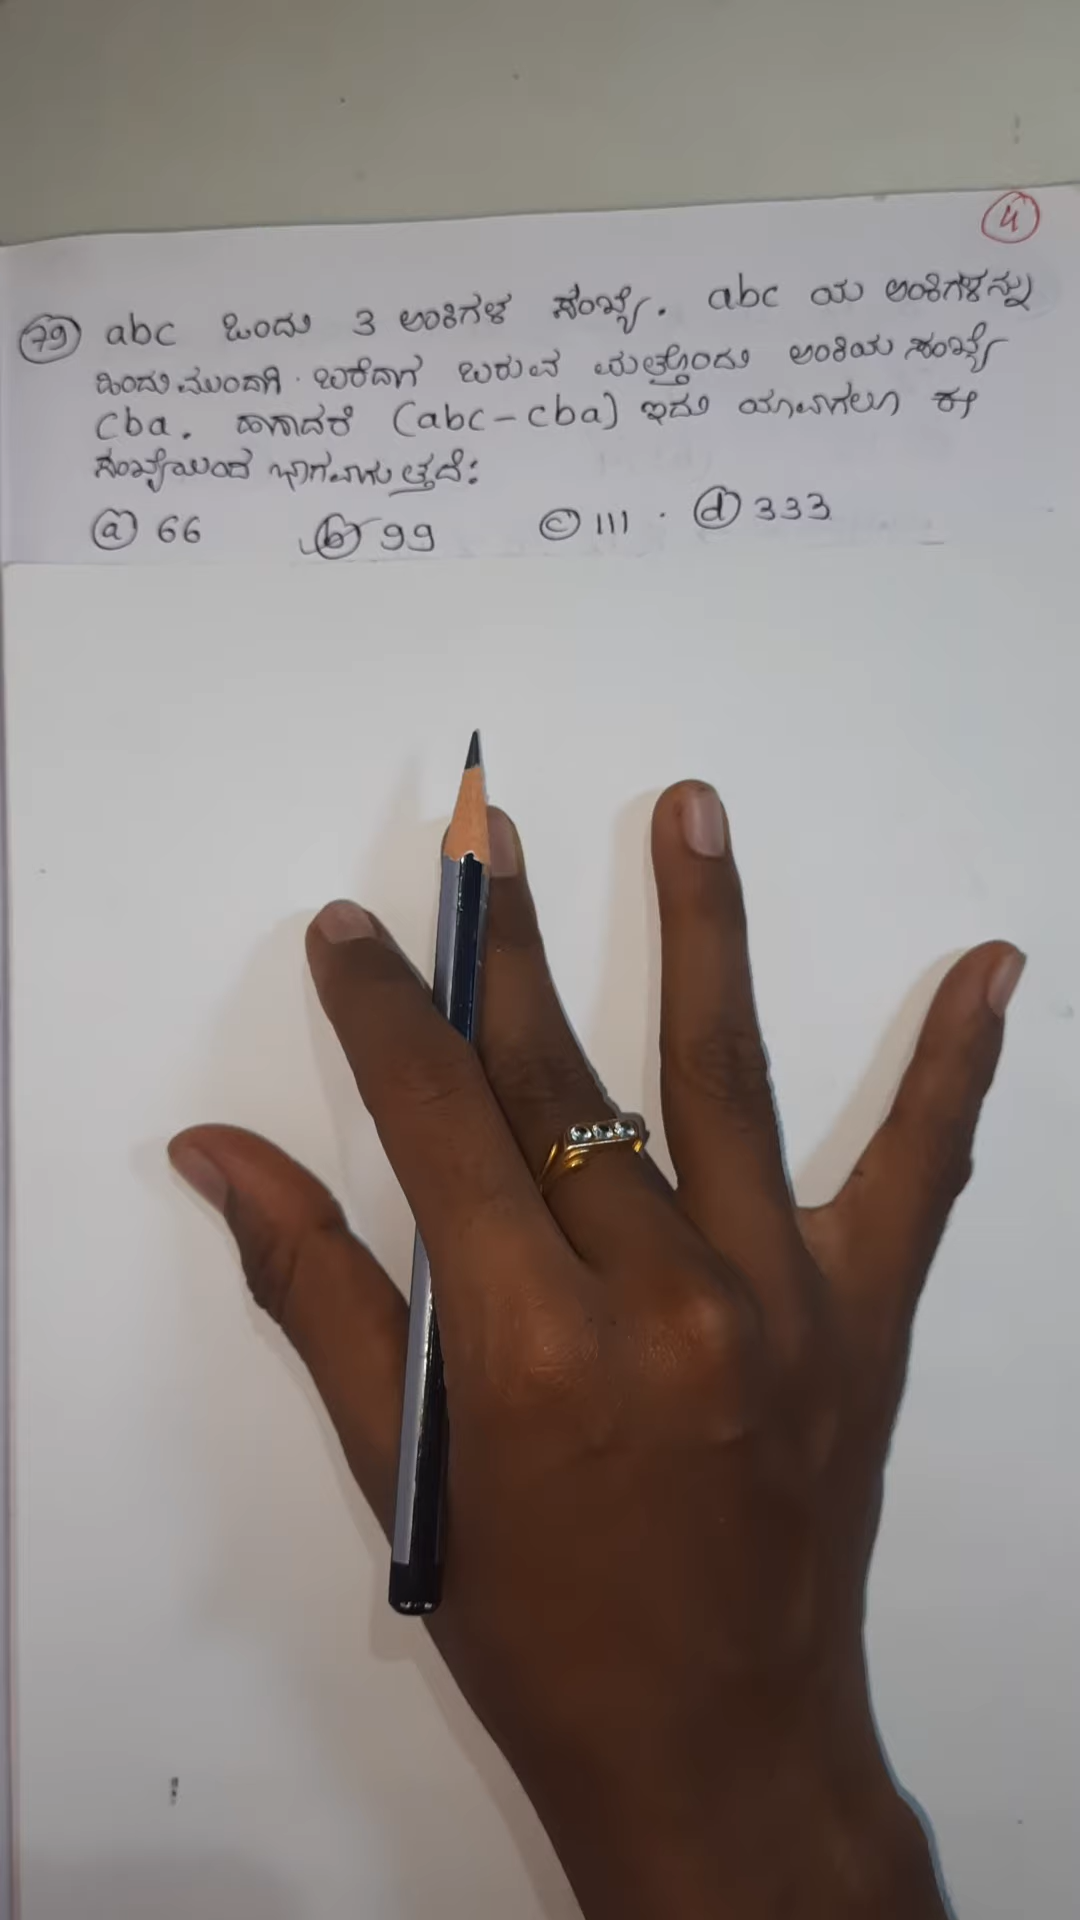 4
79 abc ಒಂದು 3 ಅಂಕಿಗಳ ಸಂಖ್ಯೆ. abc ಯ ಅಂಕಿಗಳನ್ನು
ಹಿಂದು ಮುಂದಾಗಿ ಬರೆದಾಗ ಬರುವ ಮತ್ತೊಂದು ಅಂಕಿಯ ಸಂಖ್ಯೆ
cba. ಹಾಗಾದರೆ (abc-cba) ಇದು ಯಾವಾಗಲೂ ಈ
ಸಂಖ್ಯೆಯಿಂದ ಭಾಗವಾಗುತ್ತದೆ:
a 66 b 99 c 111 d 333